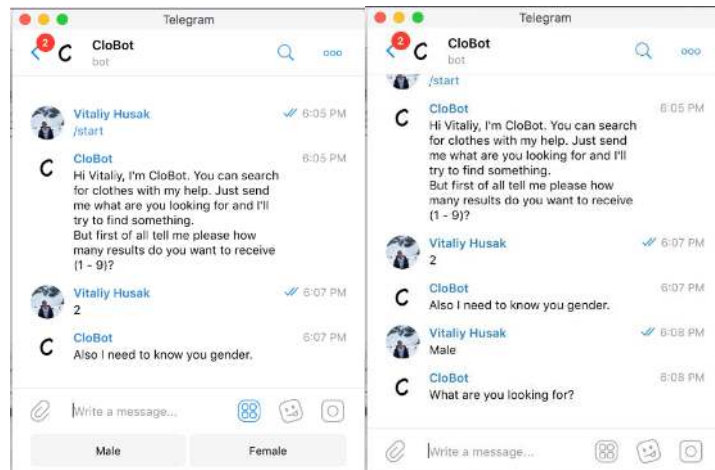 Telegram
2
C
CloBot
bot
Vitaliy Husak
6:05 PM
/start
C
CloBot
6:05 PM
Hi Vitaliy, I'm CloBot. You can search
for clothes with my help. Just send
me what are you looking for and I'll
try to find something.
But first of all tell me please how
many results do you want to receive
(1 - 9)?
Vitaliy Husak
6:07 PM
2
C
CloBot
6:07 PM
Also I need to know you gender.
Write a message...
Male
Female
Telegram
2
C
CloBot
bot
/start
C
CloBot
6:05 PM
Hi Vitaliy, I'm CloBot. You can search
for clothes with my help. Just send
me what are you looking for and I'll
try to find something.
But first of all tell me please how
many results do you want to receive
(1 - 9)?
Vitaliy Husak
6:07 PM
2
C
CloBot
6:07 PM
Also I need to know you gender.
Vitaliy Husak
6:08 PM
Male
C
CloBot
6:08 PM
What are you looking for?
Write a message...